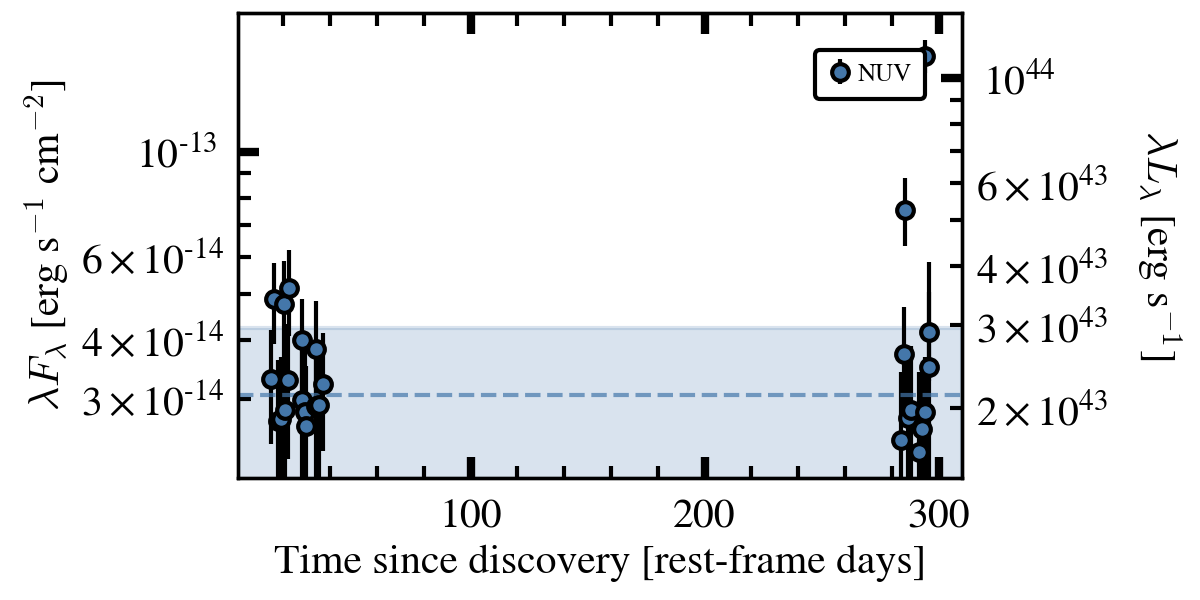 NUV
10^-13
6×10^-14
4×10^-14
3×10^-14
λF_λ [erg s^−1 cm^−2]
10^44
6×10^43
4×10^43
3×10^43
2×10^43
λL_λ [erg s^−1]
100 200 300
Time since discovery [rest-frame days]